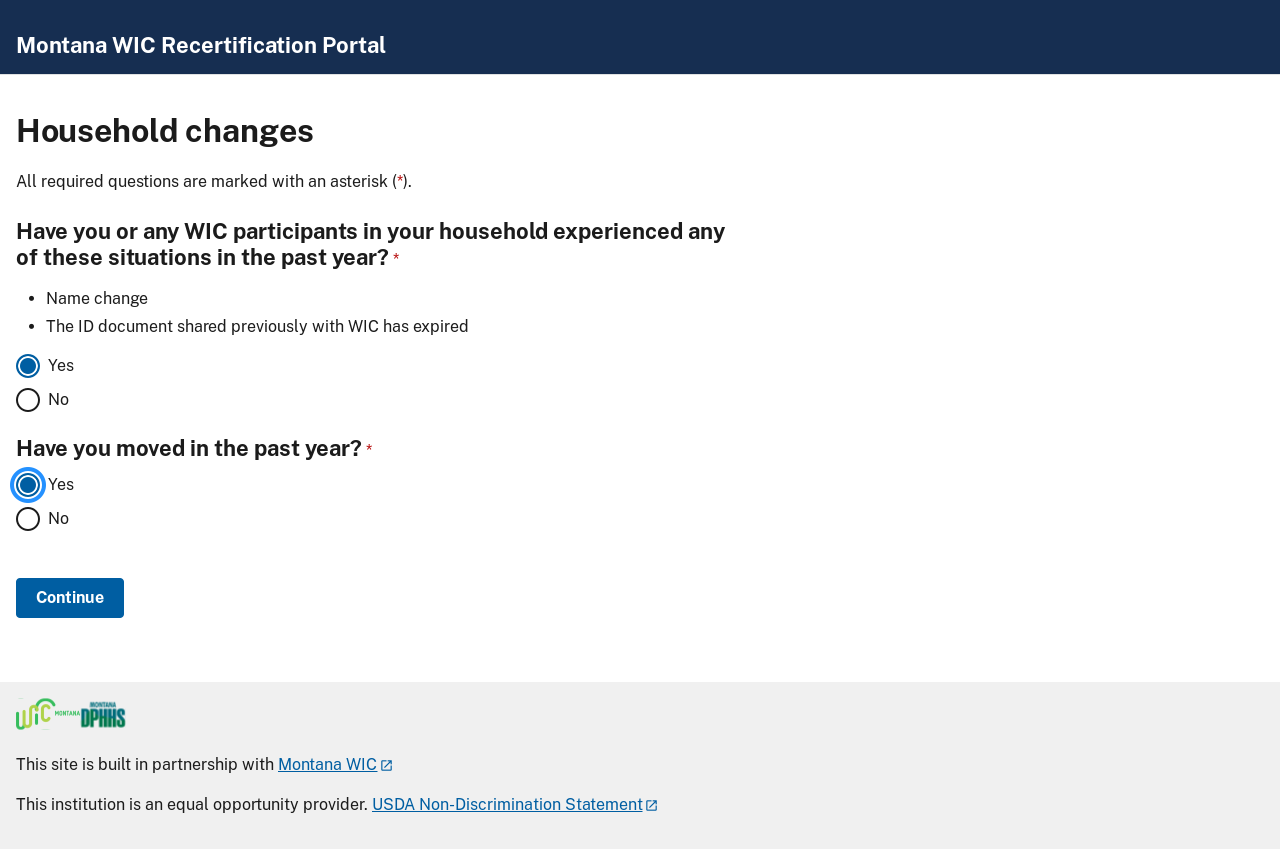 Montana WIC Recertification Portal
Household changes
All required questions are marked with an asterisk (*).
Have you or any WIC participants in your household experienced any
of these situations in the past year? *
• Name change
• The ID document shared previously with WIC has expired
Yes
No
Have you moved in the past year? *
Yes
No
Continue
WIC MONTANA MONTANA DPHHS
This site is built in partnership with Montana WIC
This institution is an equal opportunity provider. USDA Non-Discrimination Statement